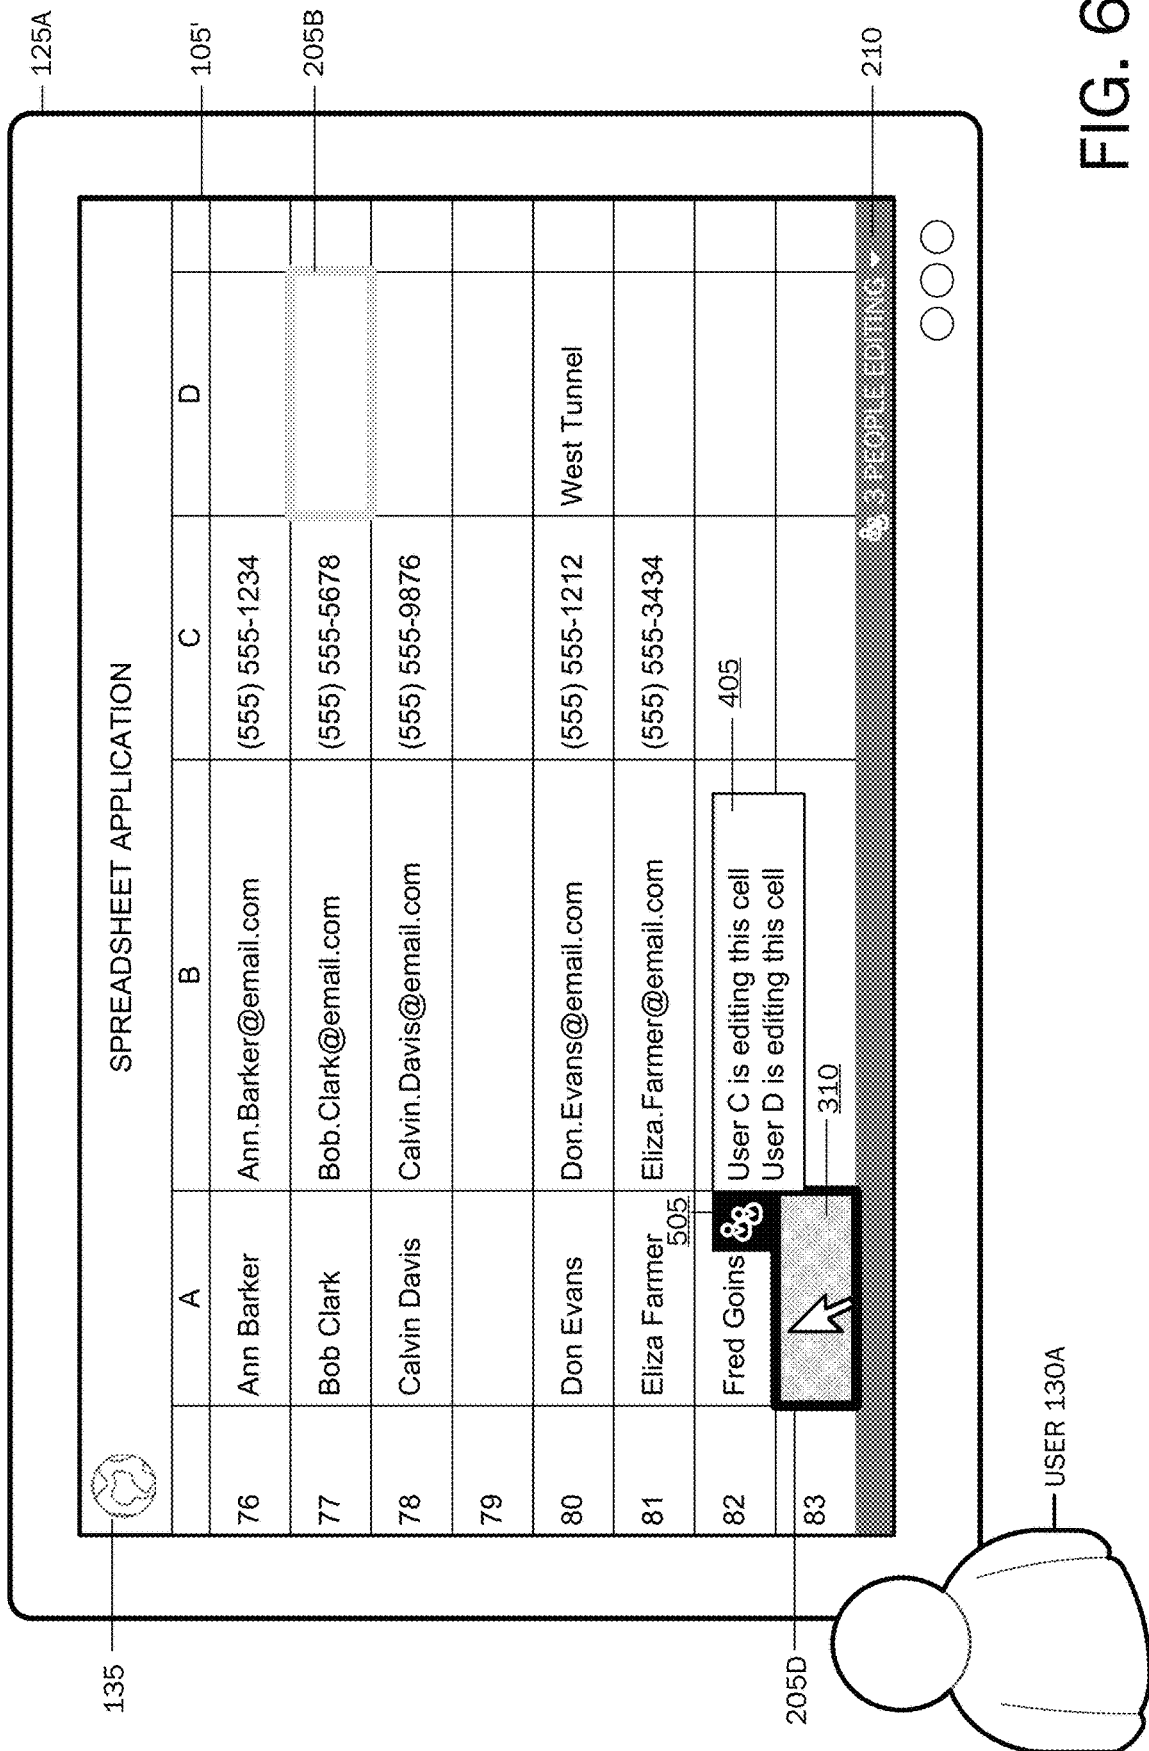 125A
105'
205B
210
135
SPREADSHEET APPLICATION
A B C D
76 Ann Barker Ann.Barker@email.com (555) 555-1234
77 Bob Clark Bob.Clark@email.com (555) 555-5678
78 Calvin Davis Calvin.Davis@email.com (555) 555-9876
79
80 Don Evans Don.Evans@email.com (555) 555-1212 West Tunnel
81 Eliza Farmer Eliza.Farmer@email.com (555) 555-3434
505
405
82 Fred Goins User C is editing this cell
User D is editing this cell
83
310
3 PEOPLE EDITING
205D
USER 130A
FIG. 6